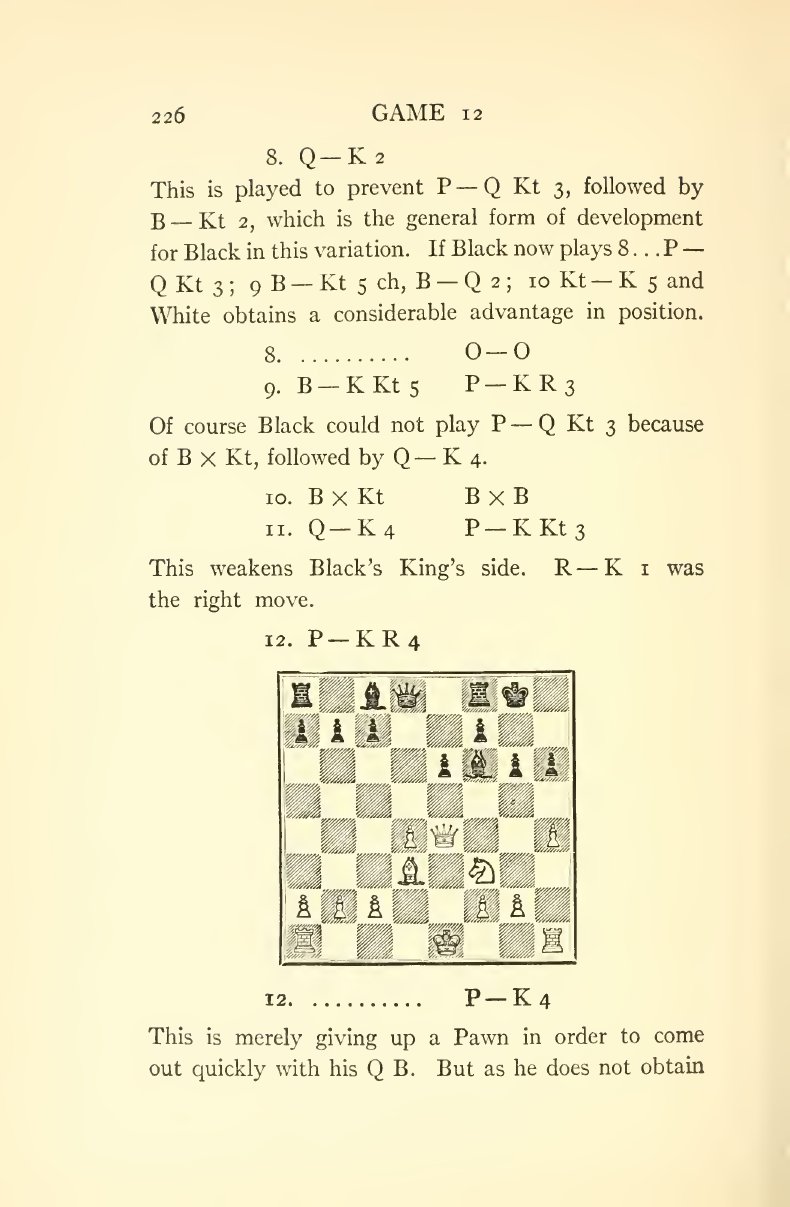 226 GAME 12
8. Q—K 2
This is played to prevent P—Q Kt 3, followed by
B—Kt 2, which is the general form of development
for Black in this variation. If Black now plays 8...P—
Q Kt 3; 9 B—Kt 5 ch, B—Q 2; 10 Kt—K 5 and
White obtains a considerable advantage in position.
8. .......... O—O
9. B—K Kt 5 P—K R 3
Of course Black could not play P—Q Kt 3 because
of B × Kt, followed by Q—K 4.
10. B × Kt B × B
11. Q—K 4 P—K Kt 3
This weakens Black's King's side. R—K 1 was
the right move.
12. P—K R 4
12. .......... P—K 4
This is merely giving up a Pawn in order to come
out quickly with his Q B. But as he does not obtain